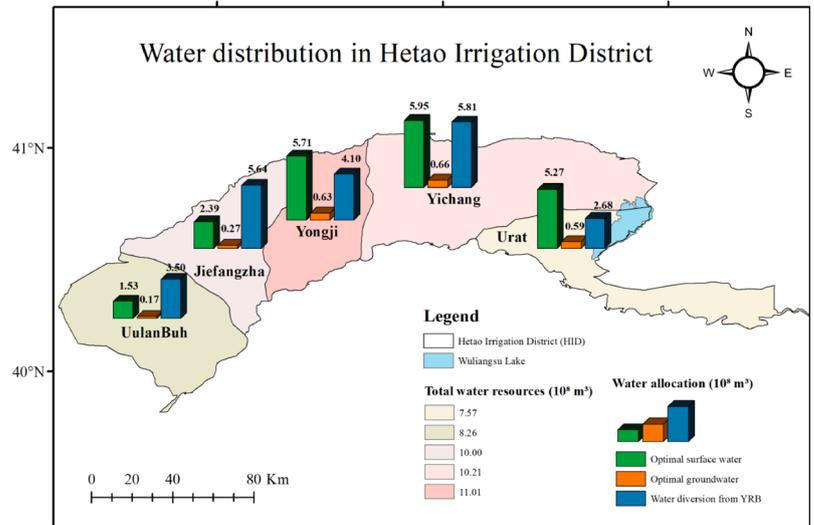 Water distribution in Hetao Irrigation District
N
W
E
S
41°N
40°N
5.95
0.66
5.81
Yichang
5.71
0.63
4.10
Yongji
5.64
2.39
0.27
Jiefangzha
5.27
0.59
2.68
Urat
3.50
1.53
0.17
UulanBuh
Legend
Hetao Irrigation District (HID)
Wuliangsu Lake
Total water resources (10⁸ m³)
7.57
8.26
10.00
10.21
11.01
Water allocation (10⁸ m³)
Optimal surface water
Optimal groundwater
Water diversion from YRB
0 20 40 80 Km